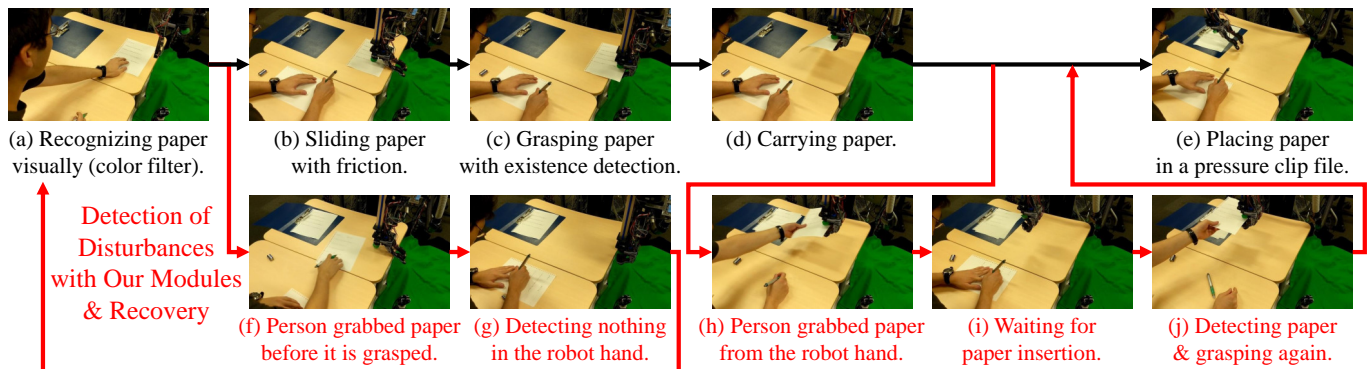 (a) Recognizing paper
visually (color filter).
(b) Sliding paper
with friction.
(c) Grasping paper
with existence detection.
(d) Carrying paper.
(e) Placing paper
in a pressure clip file.
Detection of
Disturbances
with Our Modules
& Recovery
(f) Person grabbed paper
before it is grasped.
(g) Detecting nothing
in the robot hand.
(h) Person grabbed paper
from the robot hand.
(i) Waiting for
paper insertion.
(j) Detecting paper
& grasping again.